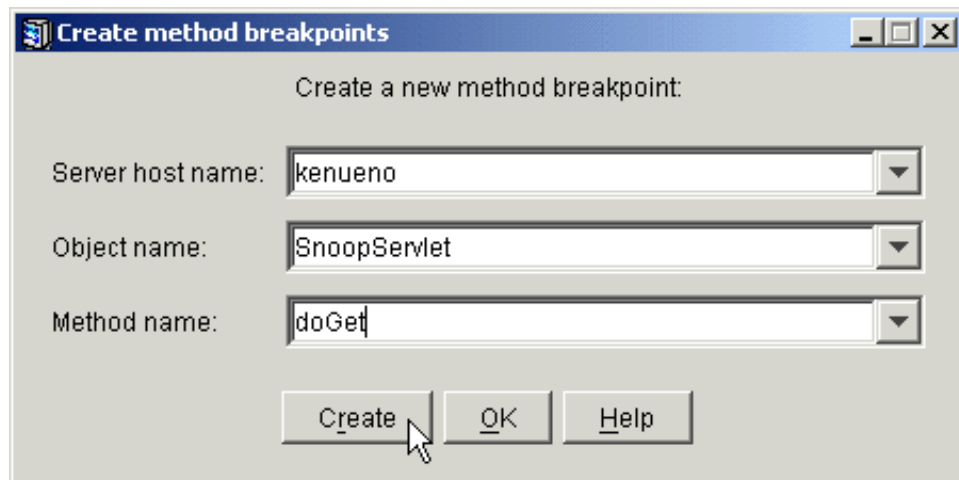 Create method breakpoints
Create a new method breakpoint:
Server host name: kenueno
Object name: SnoopServlet
Method name: doGet
Create OK Help